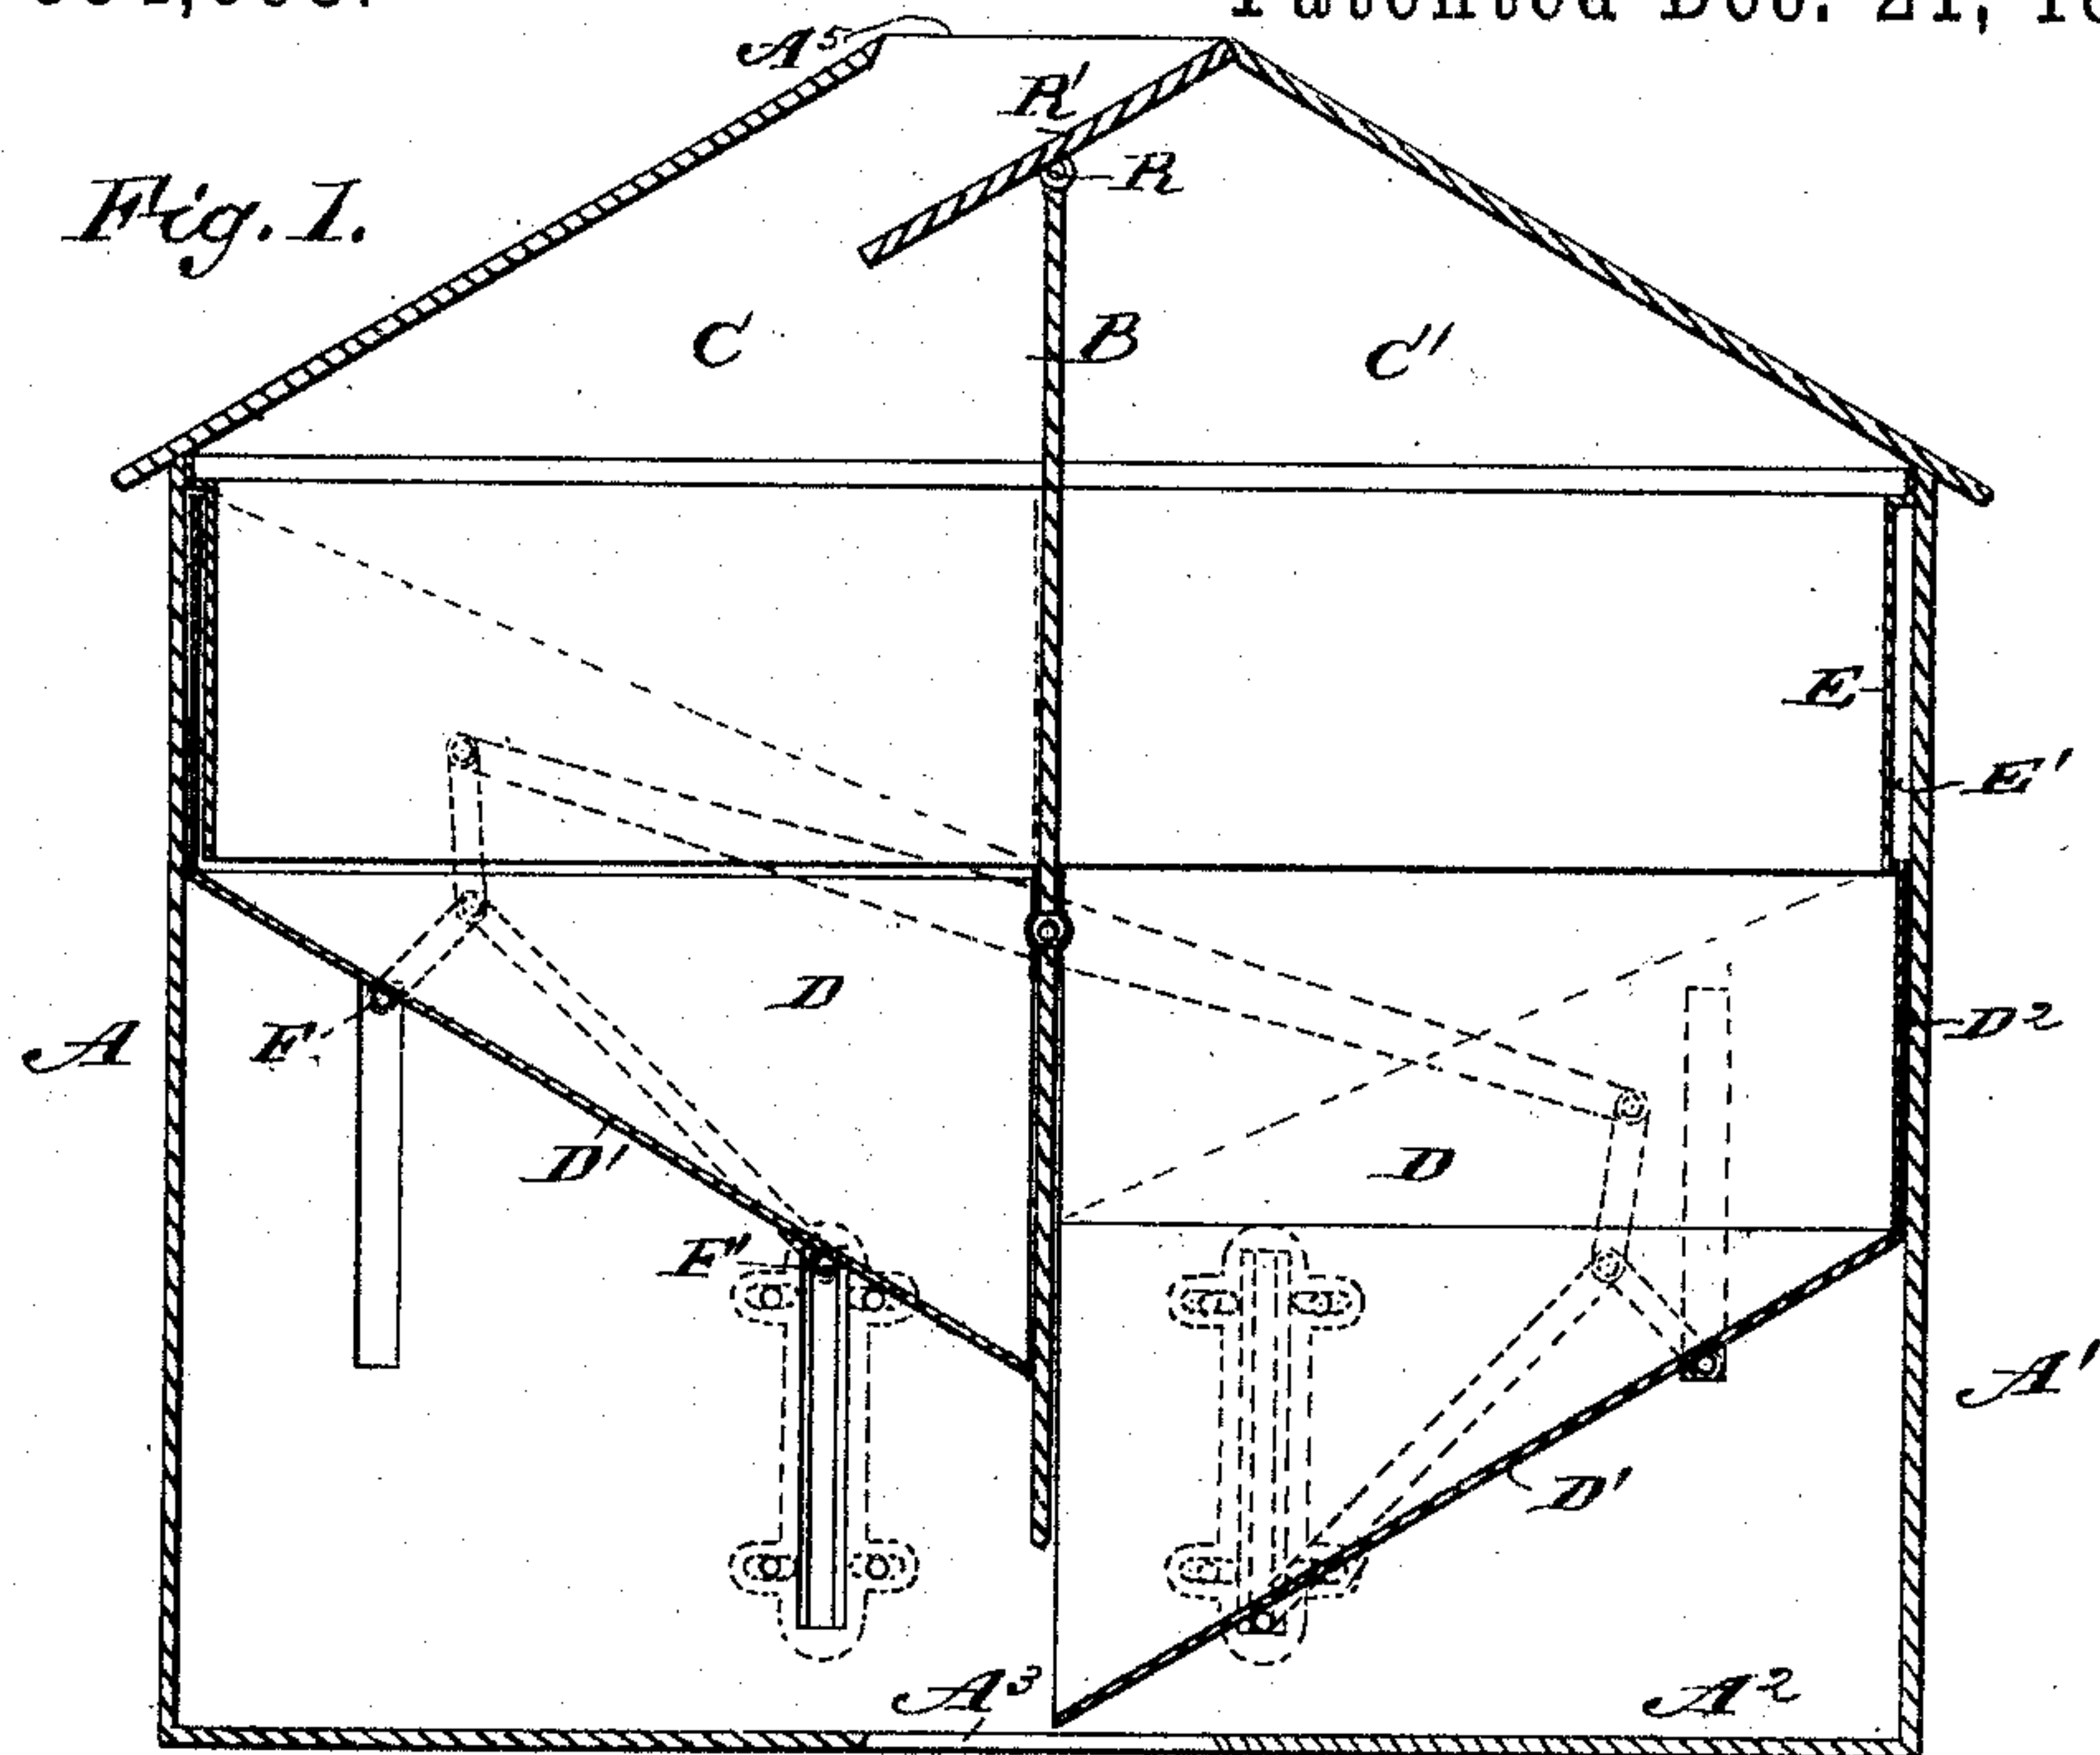 Patented Dec. 21, 18
A⁵
R'
R
Fig. 1.
C
B
C''
E
E'
D
D²
A
F
D'
D
F''
A'
D'
A³
A²